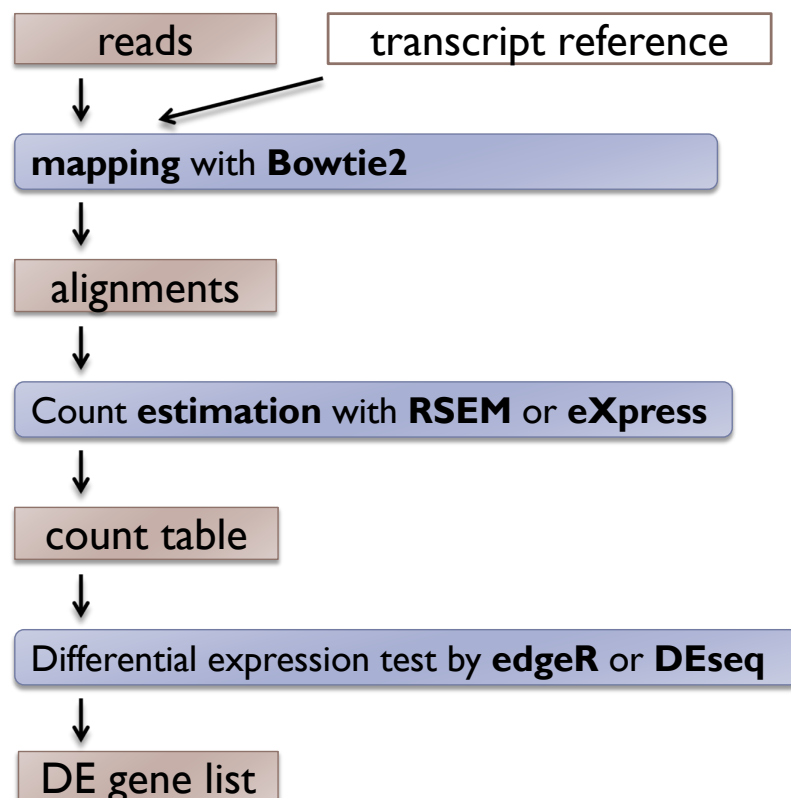 reads
transcript reference
mapping with Bowtie2
alignments
Count estimation with RSEM or eXpress
count table
Differential expression test by edgeR or DEseq
DE gene list